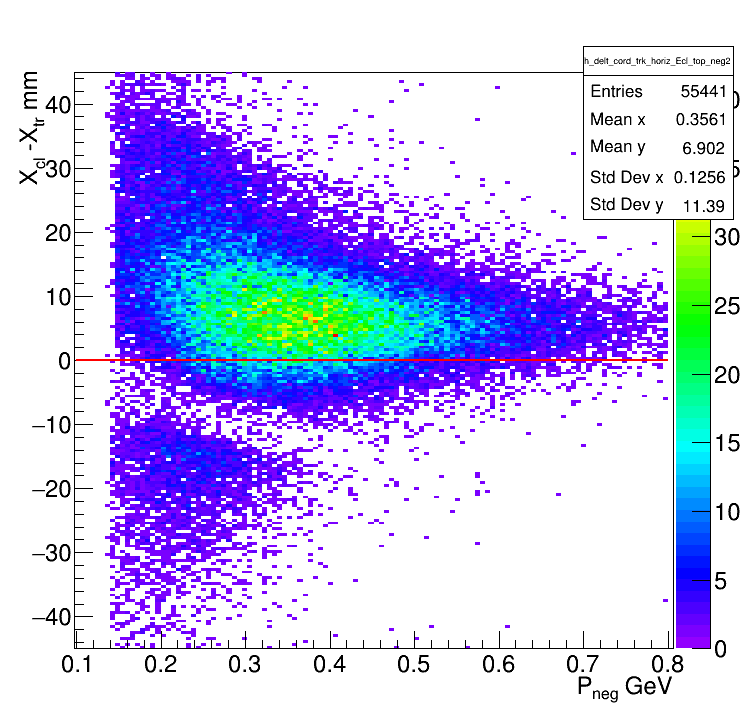 h_delt_cord_trk_horiz_Ecl_top_neg2
Entries 55441
Mean x 0.3561
Mean y 6.902
Std Dev x 0.1256
Std Dev y 11.39
X_cl -X_tr mm
40
30
20
10
0
−10
−20
−30
−40
0.1 0.2 0.3 0.4 0.5 0.6 0.7 0.8
P_neg GeV
30
25
20
15
10
5
0